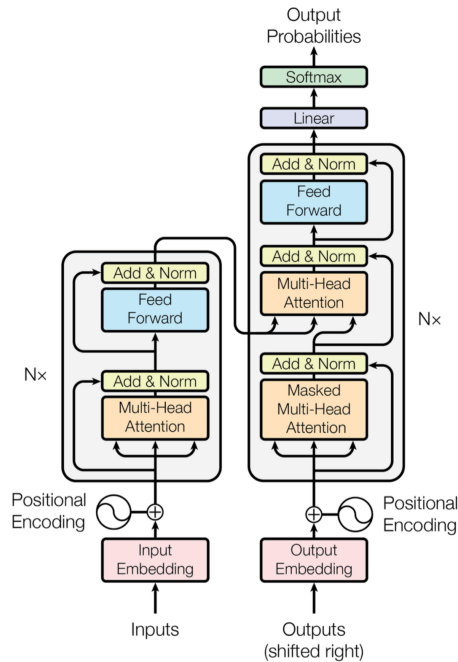 Output
Probabilities
Softmax
Linear
Add & Norm
Feed
Forward
Add & Norm
Multi-Head
Attention
Add & Norm
Masked
Multi-Head
Attention
Nx
Add & Norm
Feed
Forward
Add & Norm
Multi-Head
Attention
N×
Positional
Encoding
Positional
Encoding
Input
Embedding
Output
Embedding
Inputs
Outputs
(shifted right)